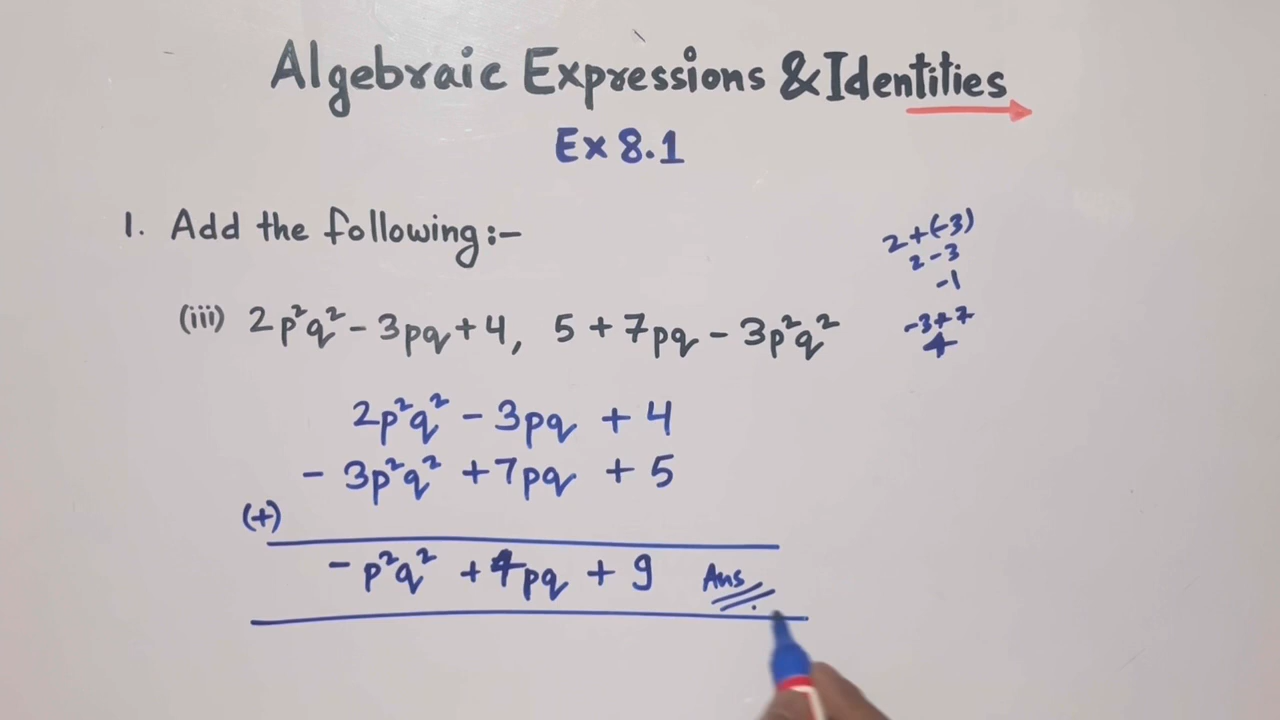 Algebraic Expressions & Identities
Ex 8.1
1. Add the following:-
(iii) 2p²q² - 3pq + 4, 5 + 7pq - 3p²q²
2+(-3)
2-3
-1
-3+7
4
2p²q² - 3pq + 4
- 3p²q² + 7pq + 5
(+)
- p²q² + 4pq + 9 Ans